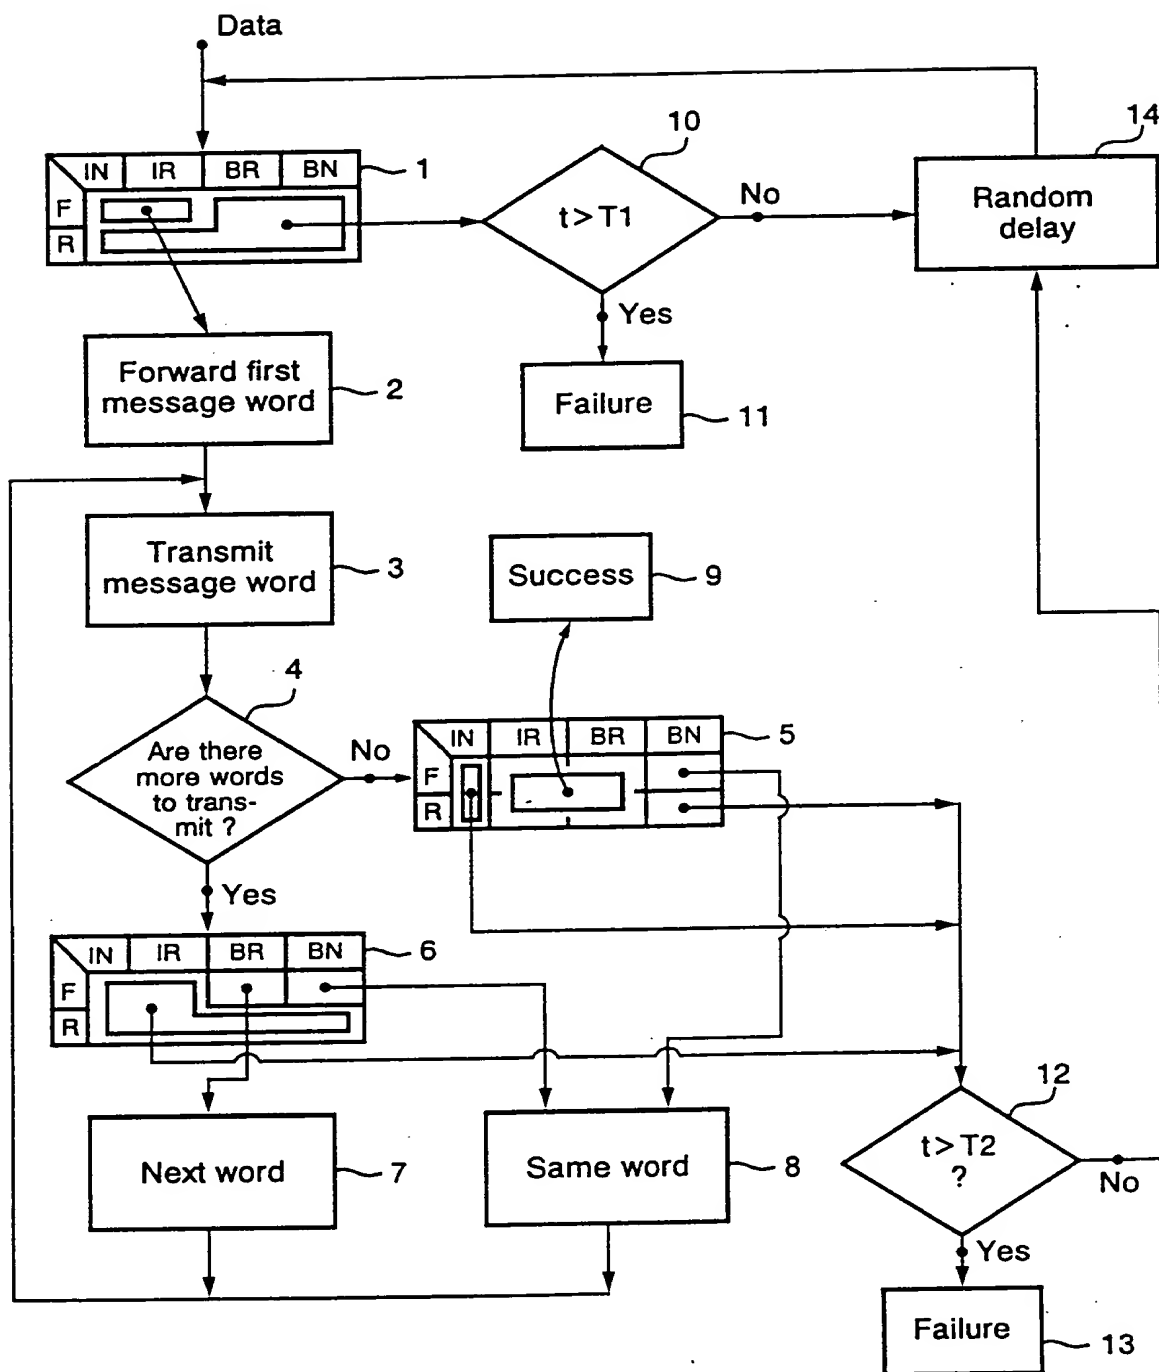 Data
10
14
IN IR BR BN
1
F
R
t > T1
No
Random
delay
Yes
Forward first
message word
2
Failure
11
Transmit
message word
3
Success
9
4
Are there
more words
to trans-
mit ?
No
IN IR BR BN
5
F
R
Yes
IN IR BR BN
6
F
R
12
t > T2
?
No
Next word
7
Same word
8
Yes
Failure
13